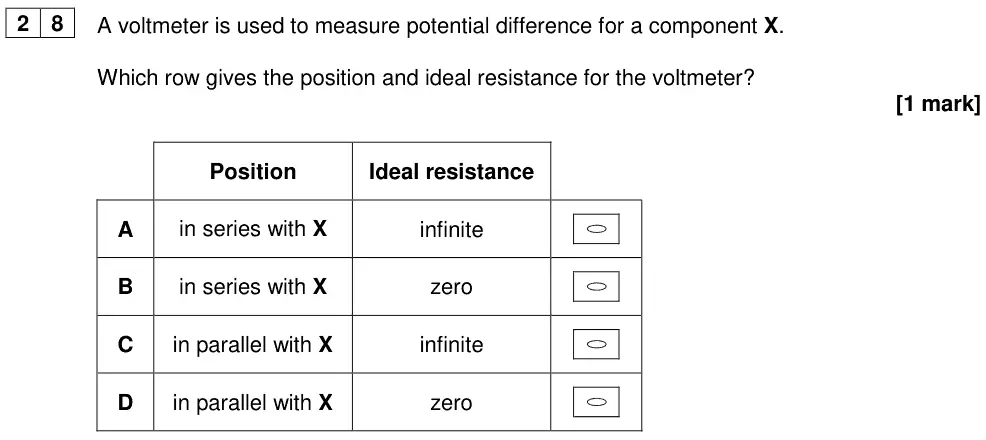 2 8 A voltmeter is used to measure potential difference for a component X.
Which row gives the position and ideal resistance for the voltmeter?
[1 mark]
Position Ideal resistance
A in series with X infinite
B in series with X zero
C in parallel with X infinite
D in parallel with X zero